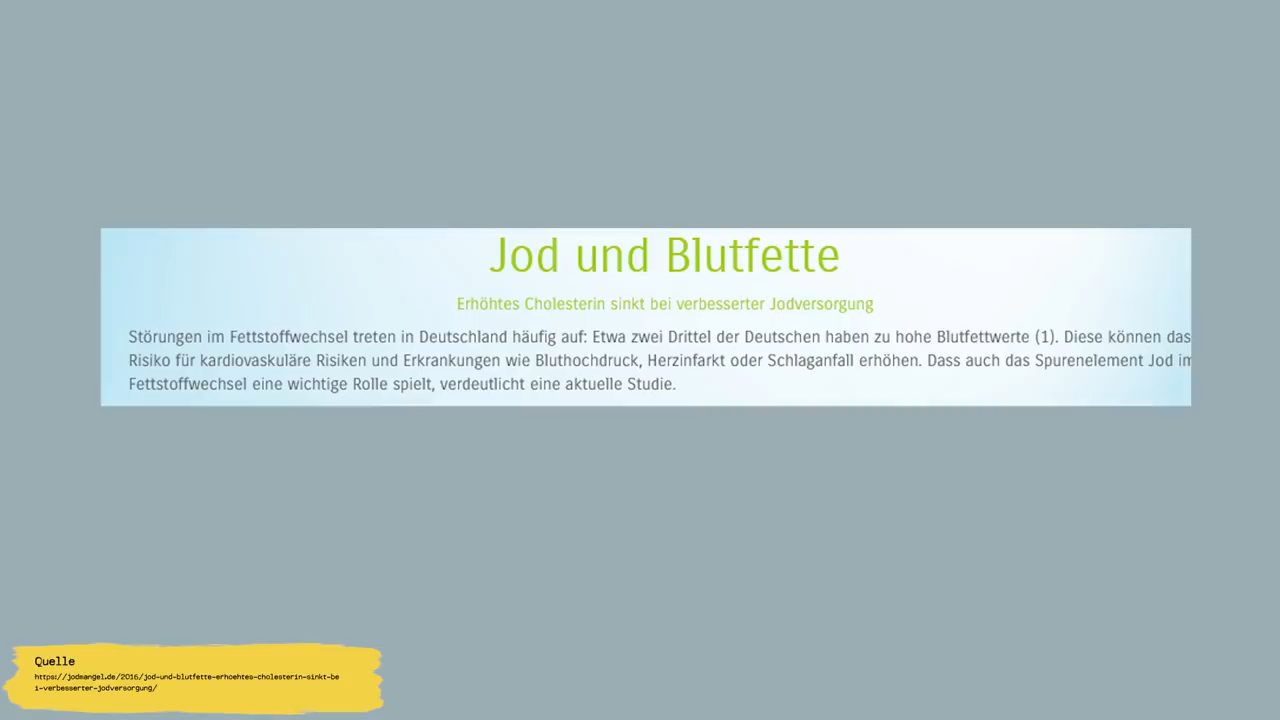 Jod und Blutfette
Erhöhtes Cholesterin sinkt bei verbesserter Jodversorgung
Störungen im Fettstoffwechsel treten in Deutschland häufig auf: Etwa zwei Drittel der Deutschen haben zu hohe Blutfettwerte (1). Diese können das
Risiko für kardiovaskuläre Risiken und Erkrankungen wie Bluthochdruck, Herzinfarkt oder Schlaganfall erhöhen. Dass auch das Spurenelement Jod im
Fettstoffwechsel eine wichtige Rolle spielt, verdeutlicht eine aktuelle Studie.
Quelle
https://jodmangel.de/2016/jod-und-blutfette-erhoehtes-cholesterin-sinkt-be
i-verbesserter-jodversorgung/